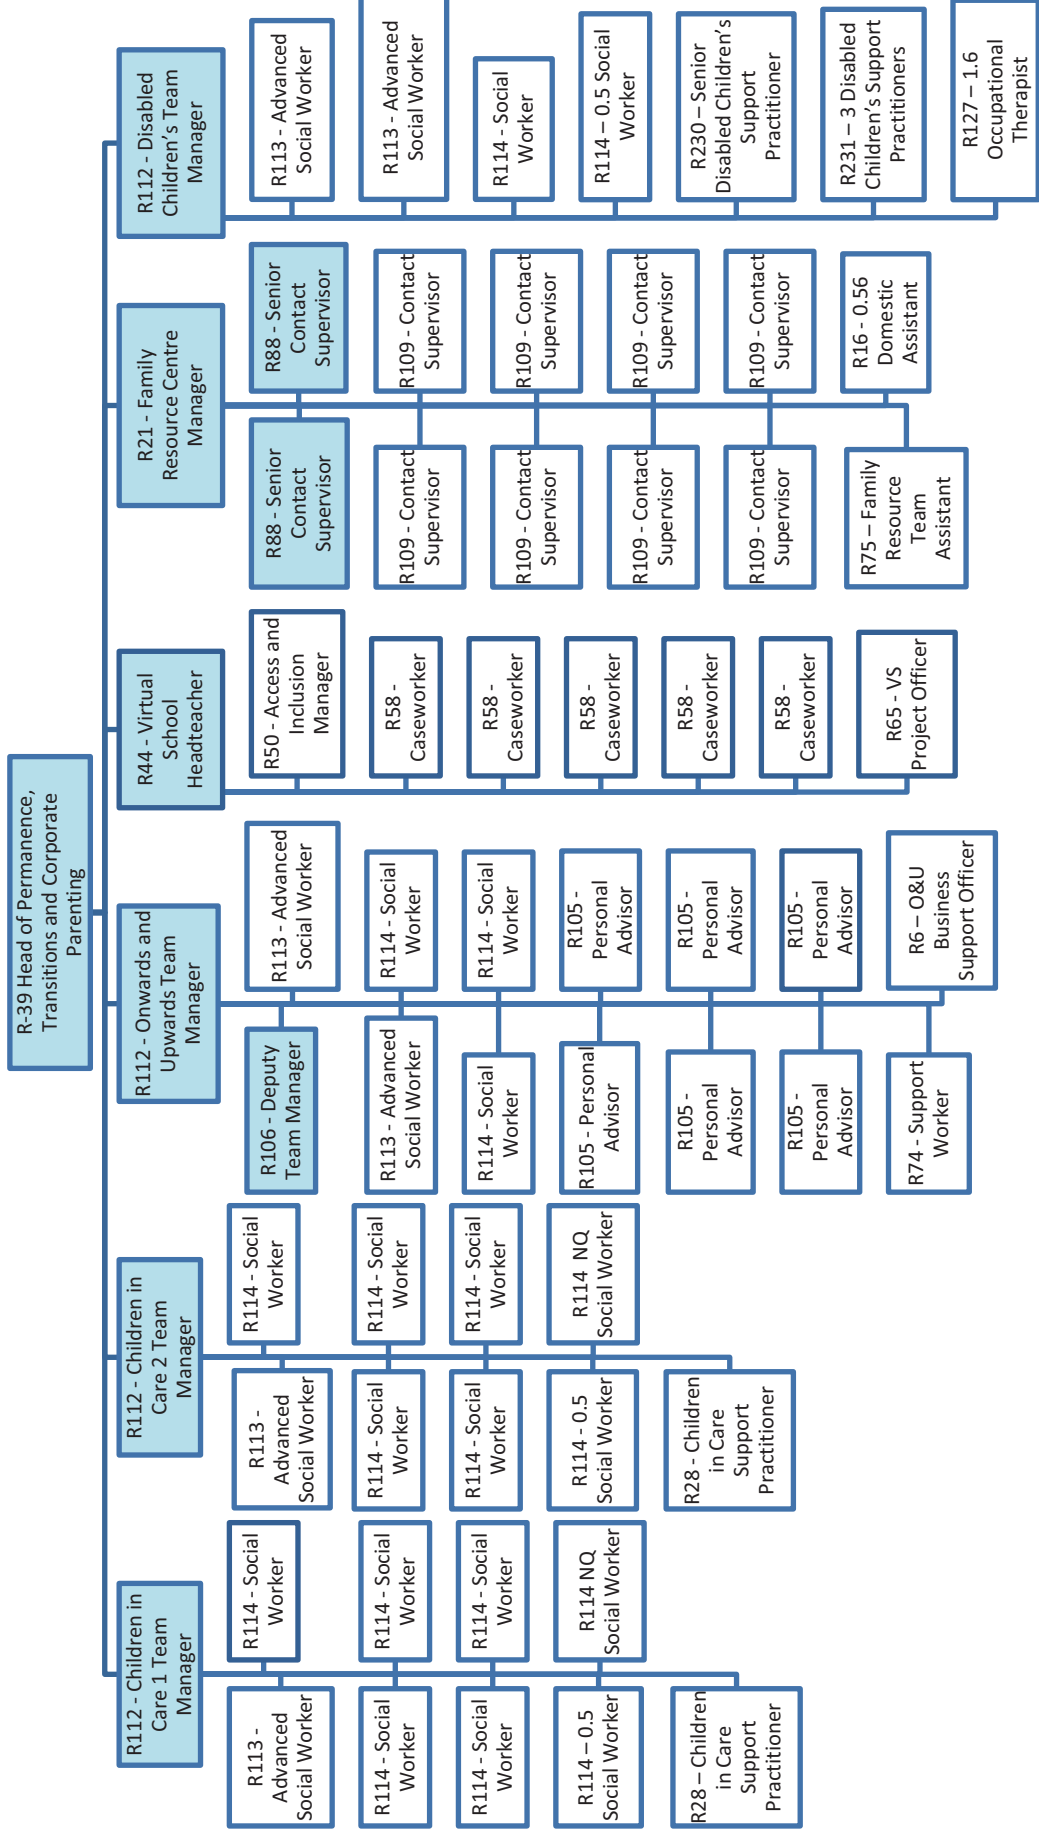 R-39 Head of Permanence,
Transitions and Corporate
Parenting
R112 - Children in
Care 1 Team
Manager
R113 -
Advanced
Social Worker
R114 - Social
Worker
R114 - Social
Worker
R114 - Social
Worker
R114 - Social
Worker
R114 - Social
Worker
R114 – 0.5
Social Worker
R114 NQ
Social Worker
R28 – Children
in Care
Support
Practitioner
R112 - Children in
Care 2 Team
Manager
R113 -
Advanced
Social Worker
R114 - Social
Worker
R114 - Social
Worker
R114 - Social
Worker
R114 - Social
Worker
R114 - Social
Worker
R114 - 0.5
Social Worker
R114 NQ
Social Worker
R28 - Children
in Care
Support
Practitioner
R112 - Onwards and
Upwards Team
Manager
R106 - Deputy
Team Manager
R113 - Advanced
Social Worker
R113 - Advanced
Social Worker
R114 - Social
Worker
R114 - Social
Worker
R114 - Social
Worker
R105 - Personal
Advisor
R105 -
Personal
Advisor
R105 -
Personal
Advisor
R105 -
Personal
Advisor
R105 -
Personal
Advisor
R105 -
Personal
Advisor
R74 - Support
Worker
R6 – O&U
Business
Support Officer
R44 - Virtual
School
Headteacher
R50 - Access and
Inclusion
Manager
R58 -
Caseworker
R58 -
Caseworker
R58 -
Caseworker
R58 -
Caseworker
R58 -
Caseworker
R65 - VS
Project Officer
R21 - Family
Resource Centre
Manager
R88 - Senior
Contact
Supervisor
R88 - Senior
Contact
Supervisor
R109 - Contact
Supervisor
R109 - Contact
Supervisor
R109 - Contact
Supervisor
R109 - Contact
Supervisor
R109 - Contact
Supervisor
R109 - Contact
Supervisor
R109 - Contact
Supervisor
R109 - Contact
Supervisor
R75 – Family
Resource
Team
Assistant
R16 - 0.56
Domestic
Assistant
R112 - Disabled
Children's Team
Manager
R113 - Advanced
Social Worker
R113 - Advanced
Social Worker
R114 - Social
Worker
R114 – 0.5 Social
Worker
R230 – Senior
Disabled Children's
Support
Practitioner
R231 – 3 Disabled
Children's Support
Practitioners
R127 – 1.6
Occupational
Therapist